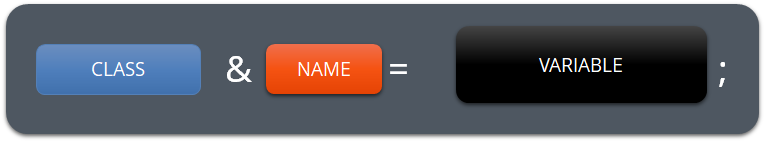 CLASS & NAME = VARIABLE ;